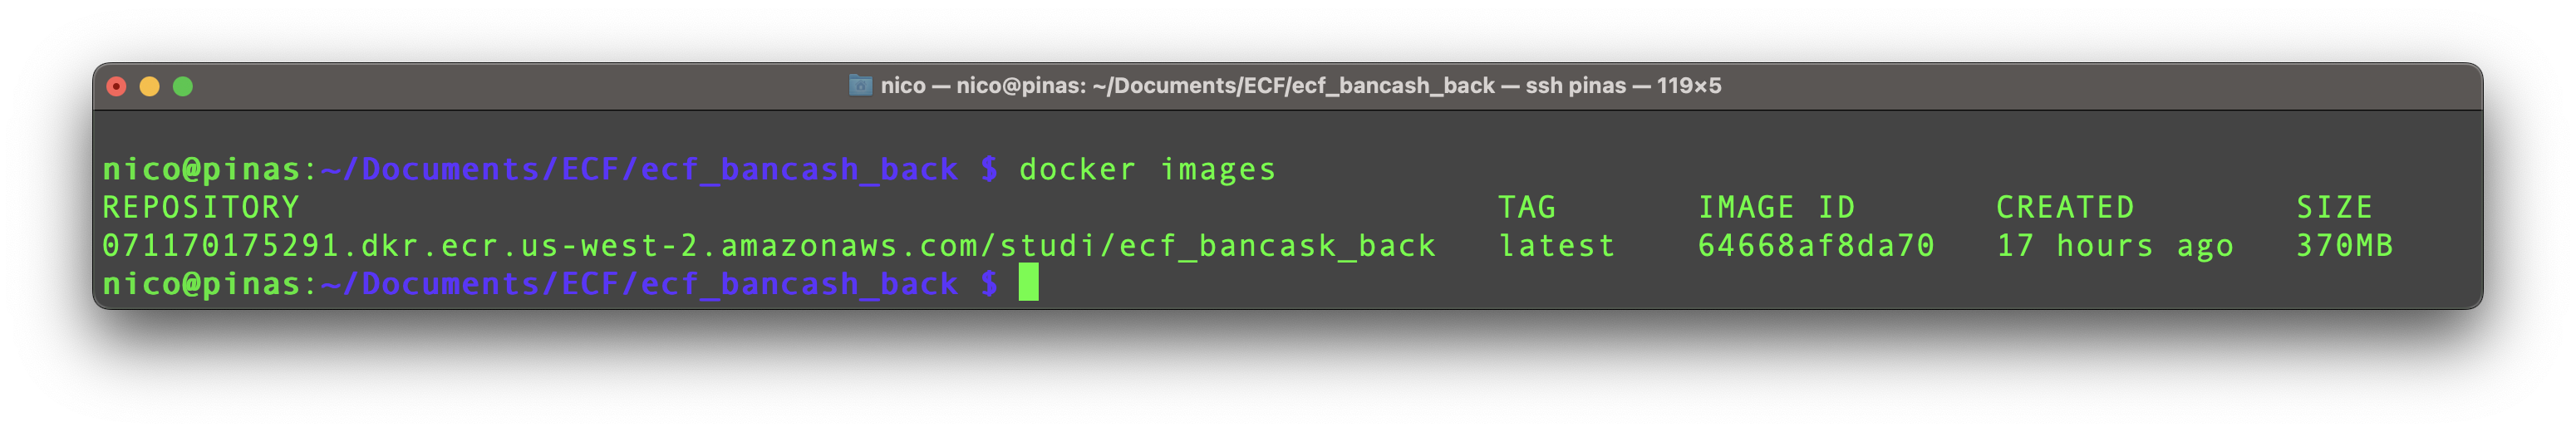 nico — nico@pinas: ~/Documents/ECF/ecf_bancash_back — ssh pinas — 119×5
nico@pinas:~/Documents/ECF/ecf_bancash_back $ docker images
REPOSITORY TAG IMAGE ID CREATED SIZE
071170175291.dkr.ecr.us-west-2.amazonaws.com/studi/ecf_bancask_back latest 64668af8da70 17 hours ago 370MB
nico@pinas:~/Documents/ECF/ecf_bancash_back $